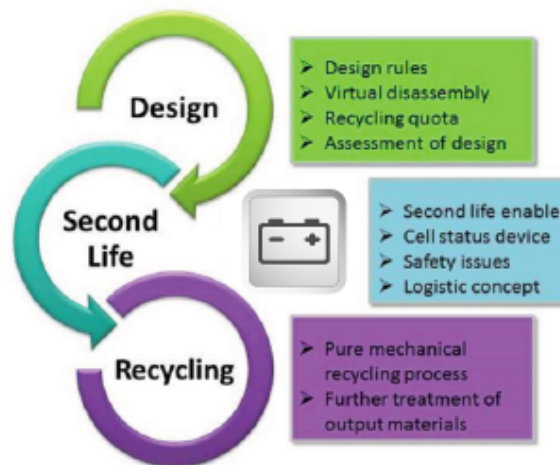 Design
➢ Design rules
➢ Virtual disassembly
➢ Recycling quota
➢ Assessment of design
Second
Life
➢ Second life enable
➢ Cell status device
➢ Safety issues
➢ Logistic concept
Recycling
➢ Pure mechanical
recycling process
➢ Further treatment of
output materials